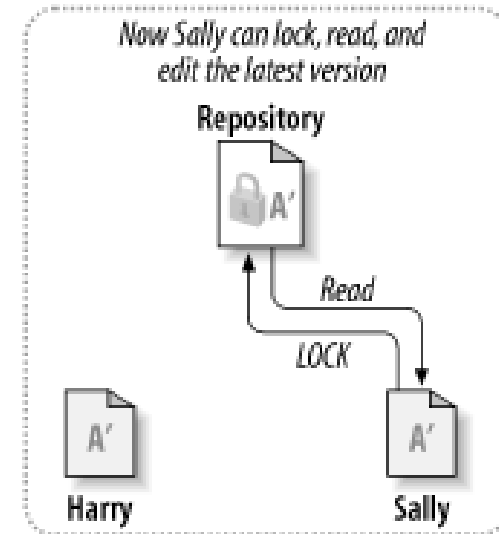 Now Sally can lock, read, and
edit the latest version
Repository
A′
Read
LOCK
A′
A′
Harry
Sally